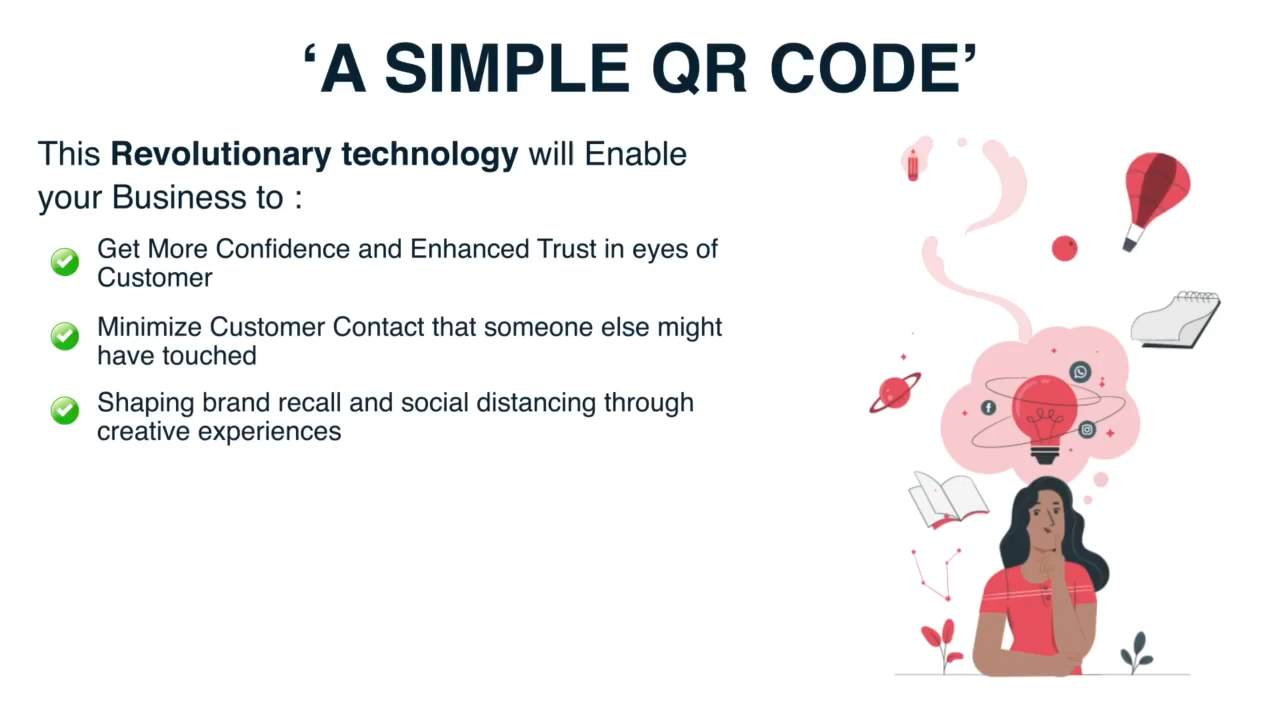 ‘A SIMPLE QR CODE’
This Revolutionary technology will Enable
your Business to :
Get More Confidence and Enhanced Trust in eyes of
Customer
Minimize Customer Contact that someone else might
have touched
Shaping brand recall and social distancing through
creative experiences